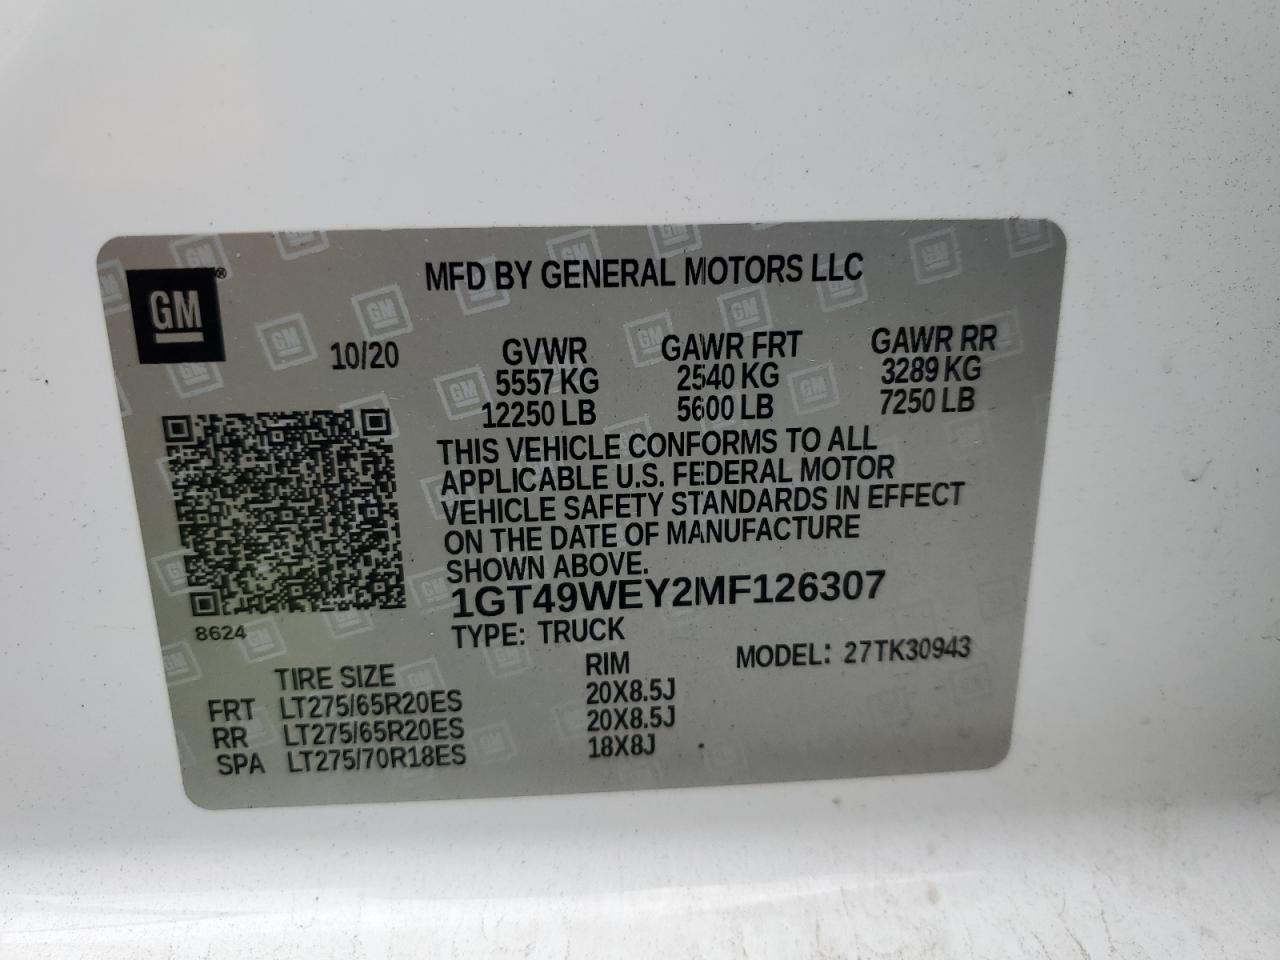 MFD BY GENERAL MOTORS LLC
GM®
10/20
GVWR GAWR FRT GAWR RR
5557 KG 2540 KG 3289 KG
12250 LB 5600 LB 7250 LB
THIS VEHICLE CONFORMS TO ALL
APPLICABLE U.S. FEDERAL MOTOR
VEHICLE SAFETY STANDARDS IN EFFECT
ON THE DATE OF MANUFACTURE
SHOWN ABOVE.
1GT49WEY2MF126307
8624
TYPE: TRUCK MODEL: 27TK30943
TIRE SIZE RIM
FRT LT275/65R20ES 20X8.5J
RR LT275/65R20ES 20X8.5J
SPA LT275/70R18ES 18X8J